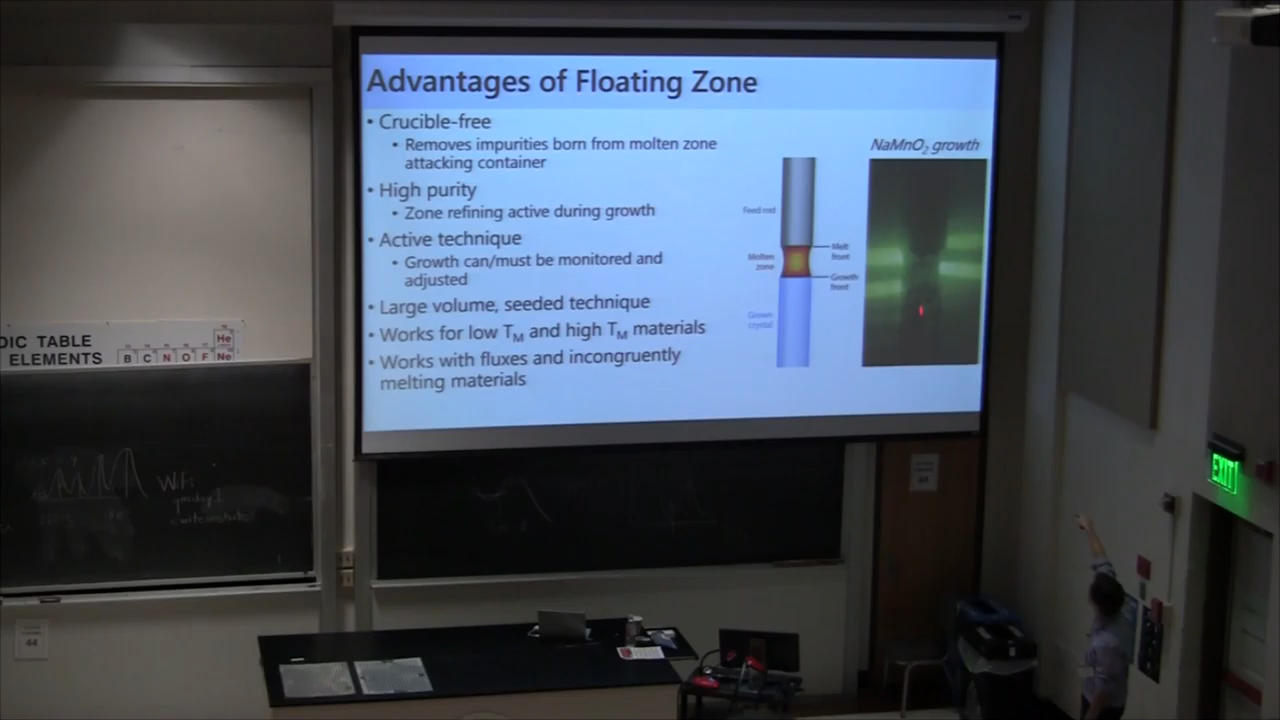 Advantages of Floating Zone
• Crucible-free
• Removes impurities born from molten zone
attacking container
• High purity
• Zone refining active during growth
• Active technique
• Growth can/must be monitored and
adjusted
• Large volume, seeded technique
• Works for low TM and high TM materials
• Works with fluxes and incongruently
melting materials
Feed rod
Molten
zone
Grown
crystal
Melt
front
Growth
front
NaMnO2 growth
DIC TABLE
ELEMENTS
He
B C N O F Ne
44
EXIT